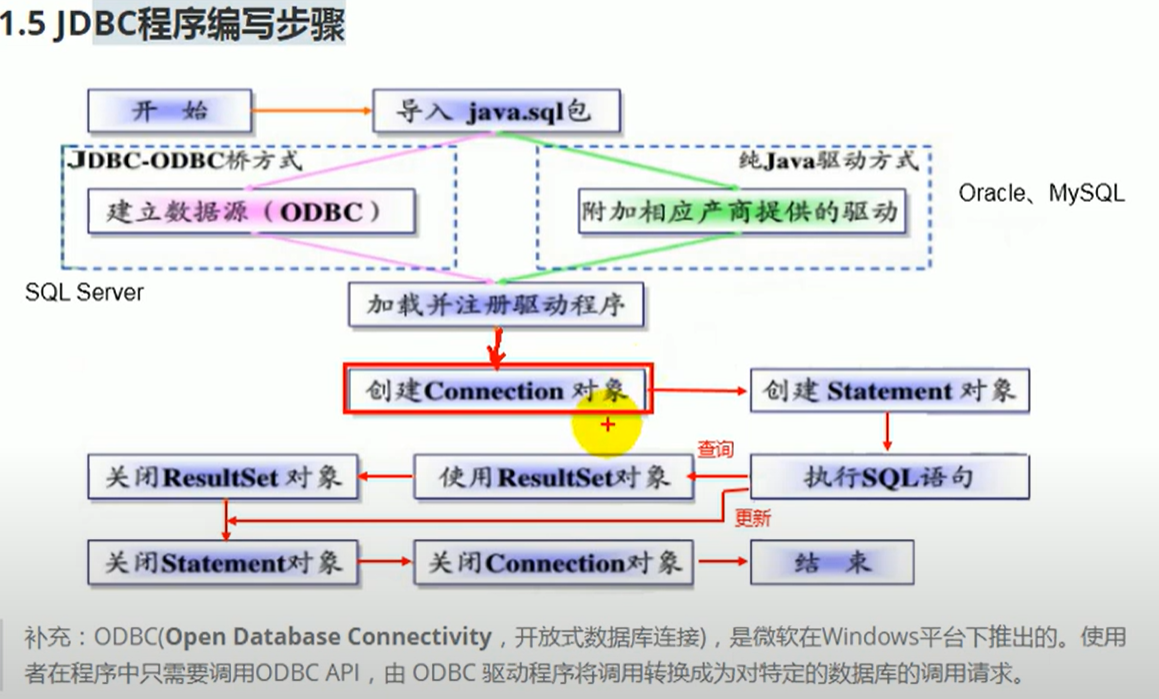 1.5 JDBC程序编写步骤
开 始
导入 java.sql包
JDBC-ODBC桥方式
纯Java驱动方式
建立数据源（ODBC）
附加相应产商提供的驱动
Oracle、MySQL
SQL Server
加载并注册驱动程序
创建Connection 对象
创建 Statement 对象
查询
关闭ResultSet 对象
使用ResultSet对象
执行SQL语句
更新
关闭Statement对象
关闭Connection对象
结 束
补充：ODBC(Open Database Connectivity，开放式数据库连接)，是微软在Windows平台下推出的。使用
者在程序中只需要调用ODBC API，由 ODBC 驱动程序将调用转换成为对特定的数据库的调用请求。